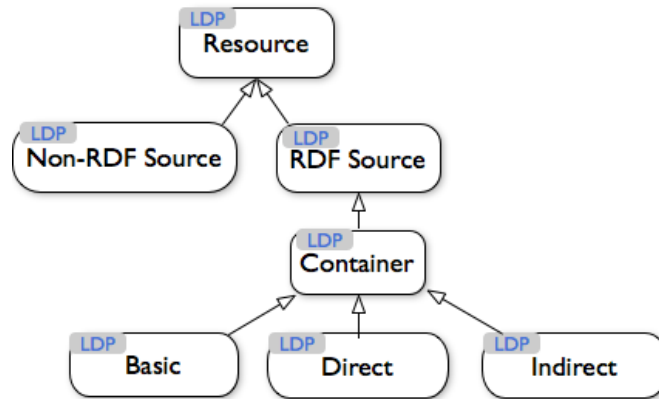 LDP
Resource
LDP
Non-RDF Source
LDP
RDF Source
LDP
Container
LDP
Basic
LDP
Direct
LDP
Indirect